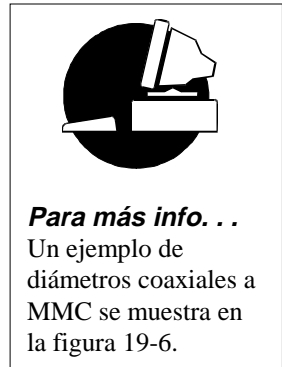 Para más info. . .
Un ejemplo de
diámetros coaxiales a
MMC se muestra en
la figura 19-6.